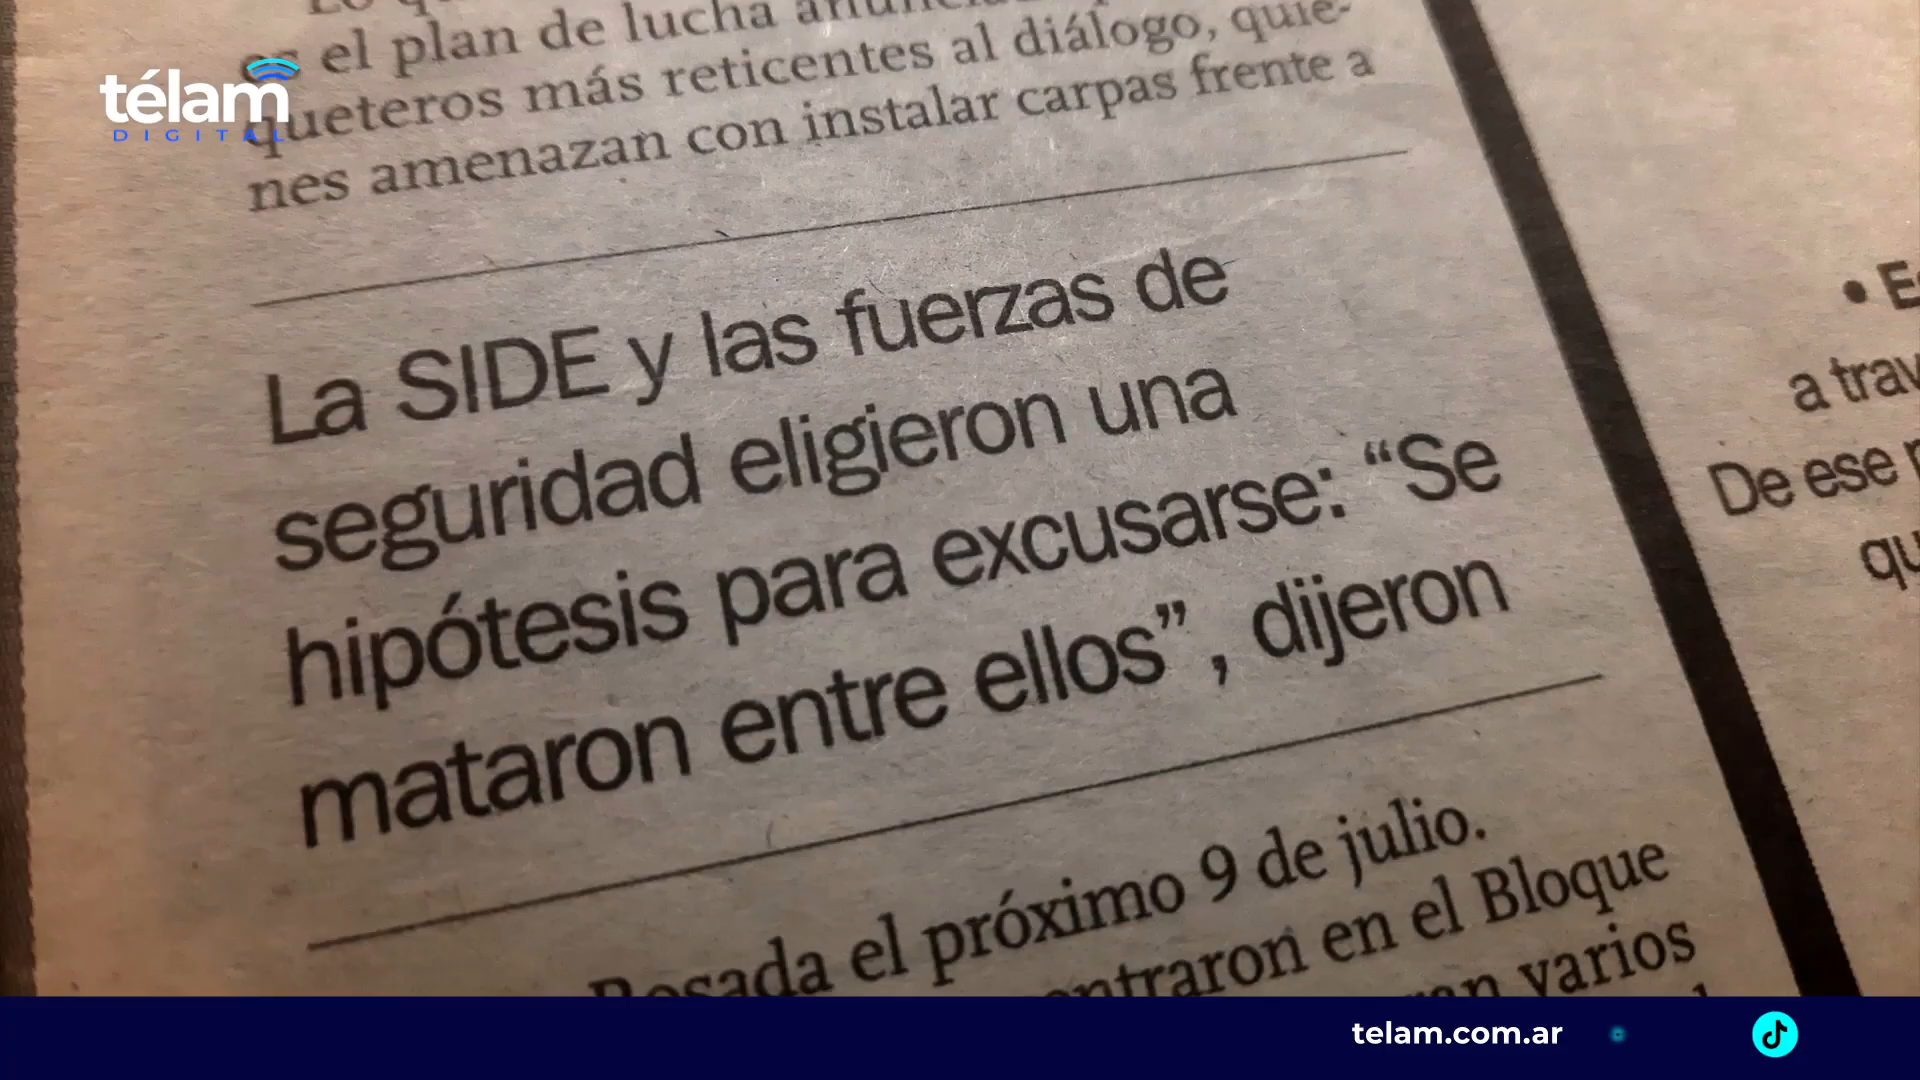 es el plan de lucha
queteros más reticentes al diálogo, quie-
nes amenazan con instalar carpas frente a
télam
DIGITAL
La SIDE y las fuerzas de
seguridad eligieron una
hipótesis para excusarse: “Se
mataron entre ellos”, dijeron
Rosada el próximo 9 de julio.
en el Bloque
varios
a
De ese
telam.com.ar